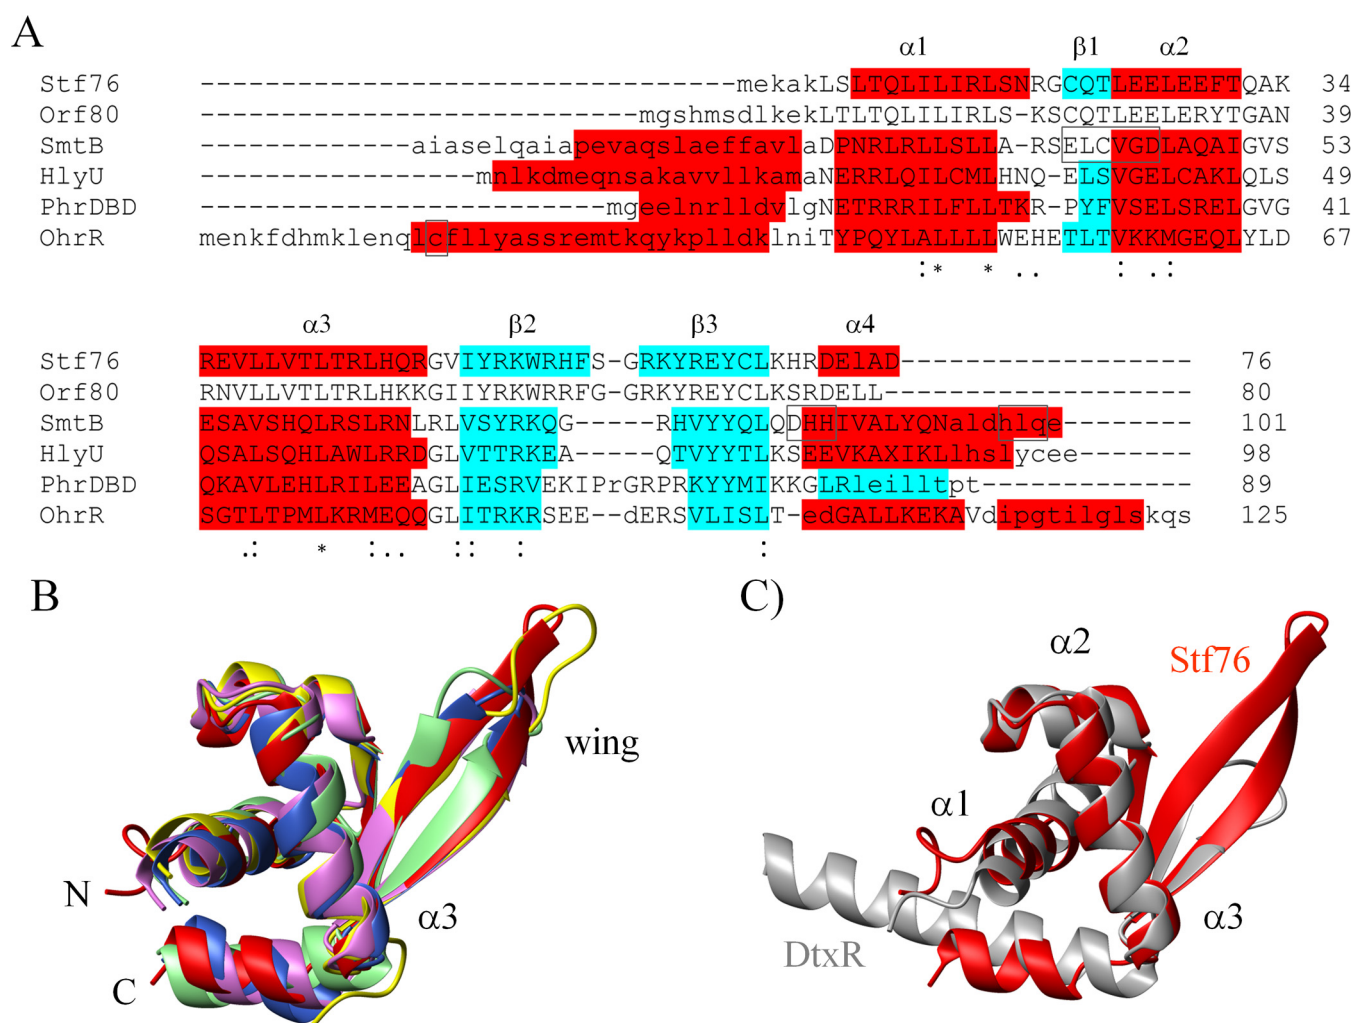 A
α1 β1 α2
Stf76 ---------------------------------mekakLSLTQLILIRLSNRGCQTLEELEEFTQAK 34
Orf80 ---------------------------mgshmsdlkekLTLTQLILIRLS-KSCQTLEELERYTGAN 39
SmtB -------------aiaselqaiapevaqslaeffavlaDPNRLRLLSLLA-RSELCVGDLAQAIGVS 53
HlyU -----------------mnlkdmeqnsakavvllkamaNERRLQILCMLHNQ-ELSVGELCAKLQLS 49
PhrDBD -------------------------mgeelnrlldvlgNETRRRILFLLTKR-PYFVSELSRELGVG 41
OhrR menkfdhmklenqlcfllyassremtkqykplldklniTYPQYLALLLLWEHETLTVKKMGEQLYLD 67
:* * .. : .:
α3 β2 β3 α4
Stf76 REVLLVTLTRLHQRGVIYRKWRHFS-GRKYREYCLKHRDElAD------------------ 76
Orf80 RNVLLVTLTRLHKKGIIYRKWRRFG-GRKYREYCLKSRDELL------------------- 80
SmtB ESAVSHQLRSLRNLRLVSYRKQG-----RHVYYQLQDHHIVALYQNaldhlqe-------- 101
HlyU QSALSQHLAWLRRDGLVTTRKEA-----QTVYYTLKSEEVKAXIKLlhslycee------- 98
PhrDBD QKAVLEHLRILEEAGLIESRVEKIPrGRPRKYYMIKKGLRleilltpt------------- 89
OhrR SGTLTPMLKRMEQQGLITRKRSEE--dERSVLISLT-edGALLKEKAVdipgtilglskqs 125
.: * :.. :: : :
B
wing
N
α3
C
C)
α2
Stf76
α1
α3
DtxR